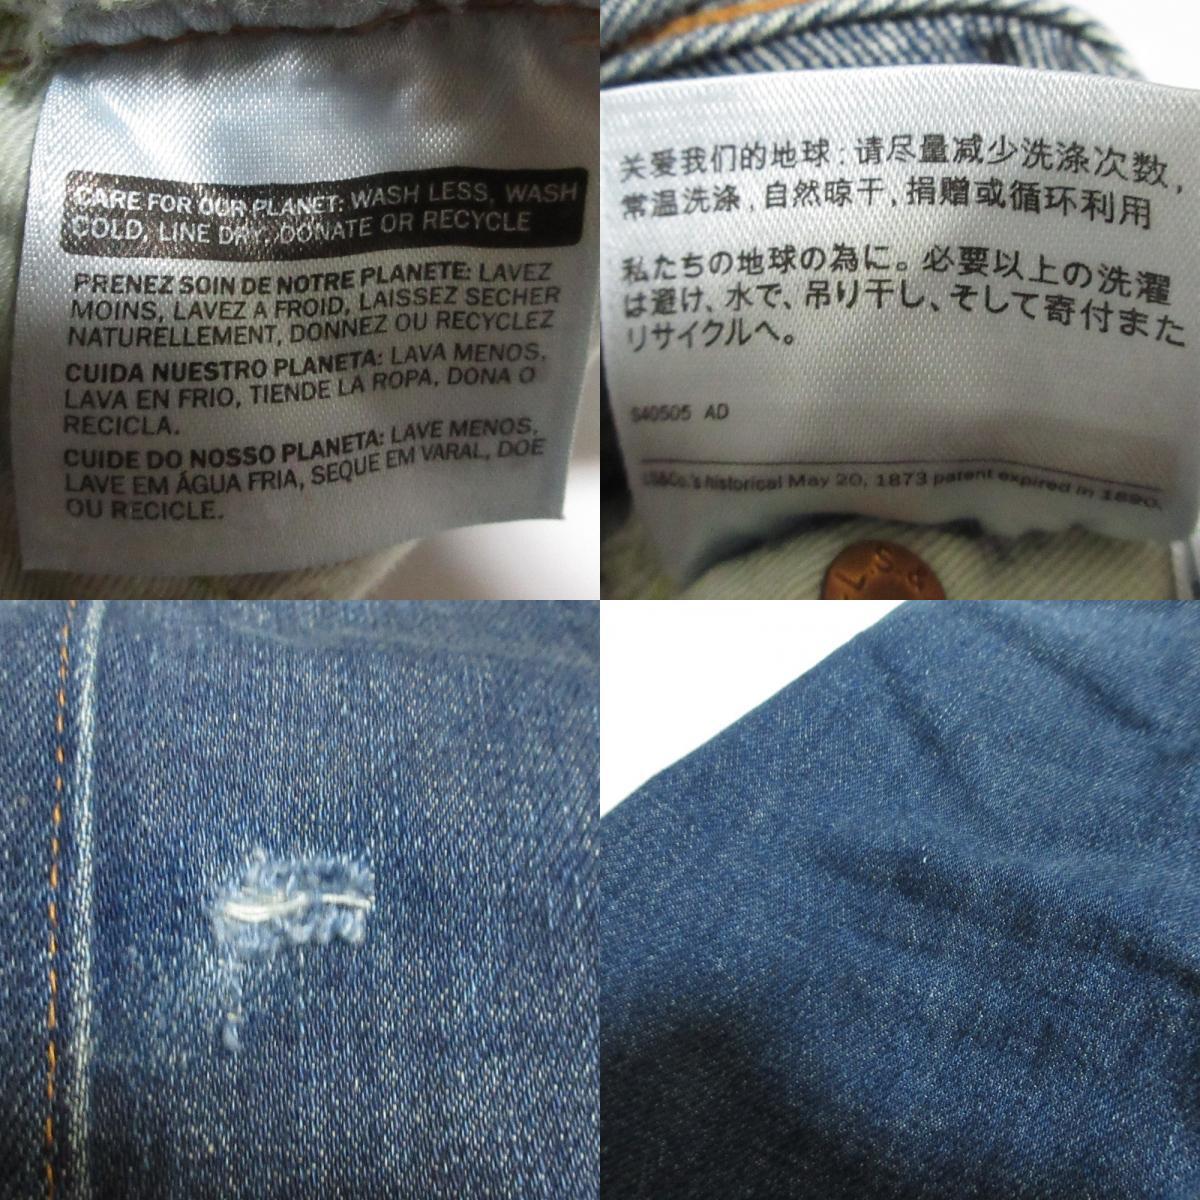 CARE FOR OUR PLANET: WASH LESS, WASH
COLD, LINE DRY, DONATE OR RECYCLE
PRENEZ SOIN DE NOTRE PLANETE: LAVEZ
MOINS, LAVEZ A FROID, LAISSEZ SECHER
NATURELLEMENT, DONNEZ OU RECYCLEZ
CUIDA NUESTRO PLANETA: LAVA MENOS,
LAVA EN FRIO, TIENDE LA ROPA, DONA O
RECICLA.
CUIDE DO NOSSO PLANETA: LAVE MENOS,
LAVE EM ÁGUA FRIA, SEQUE EM VARAL, DOE
OU RECICLE.
关爱我们的地球:请尽量减少洗涤次数,
常温洗涤,自然晾干,捐赠或循环利用
私たちの地球の為に。必要以上の洗濯
は避け、水で、吊り干し、そして寄付また
リサイクルへ。
S40505 AD
LS&Co.'s historical May 20, 1873 patent expired in 1890.
L.S.&